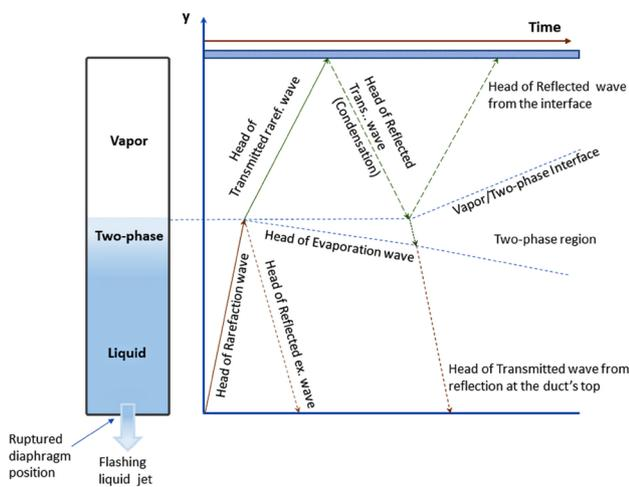 y
Time
Vapor
Two-phase
Liquid
Ruptured
diaphragm
position
Flashing
liquid jet
Head of
Transmitted raref. wave
Head of Reflected
Trans.. wave
(Condensation)
Head of Reflected wave
from the interface
Vapor/Two-phase Interface
Two-phase region
Head of Evaporation wave
Head of Rarefaction wave
Head of Reflected ex. wave
Head of Transmitted wave from
reflection at the duct's top